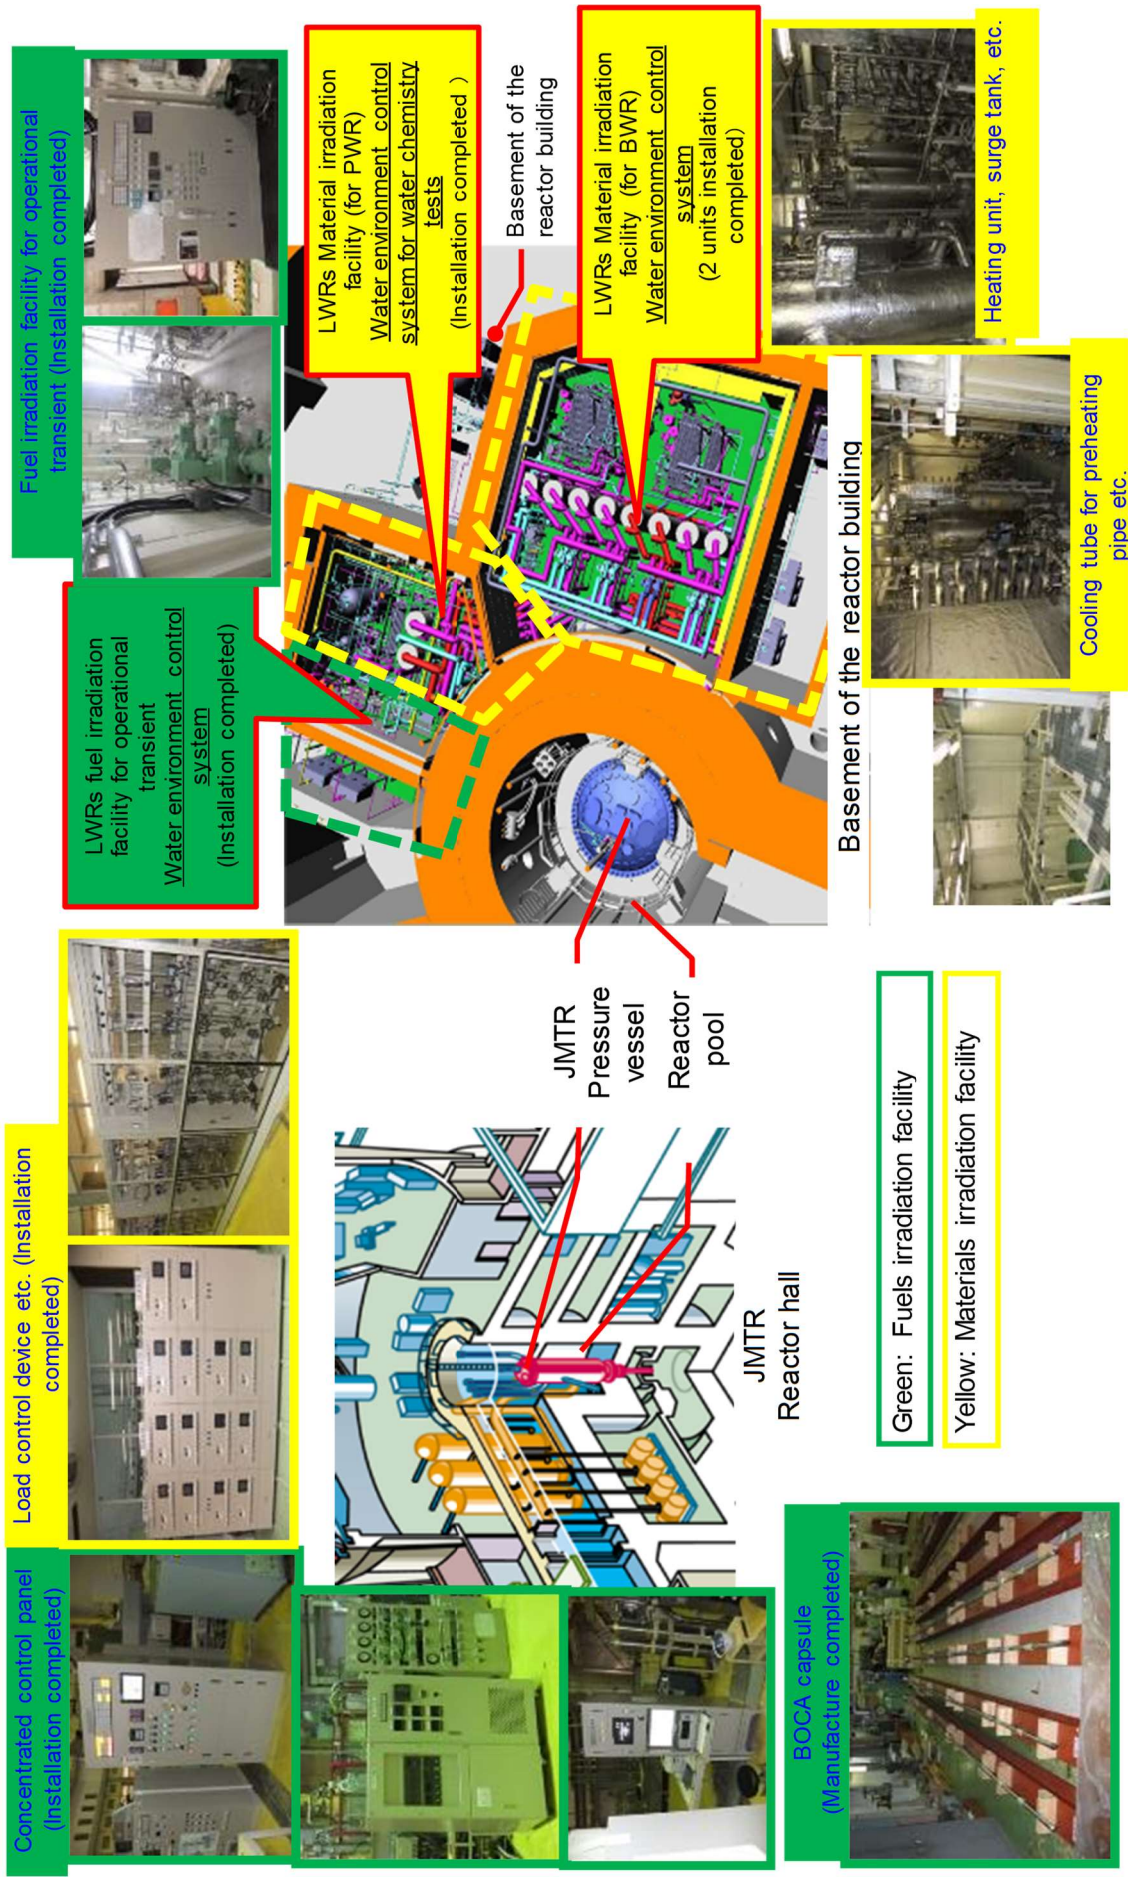 Concentrated control panel
(Installation completed)
Load control device etc. (Installation
completed)
LWRs fuel irradiation
facility for operational
transient
Water environment control
system
(Installation completed)
Fuel irradiation facility for operational
transient (Installation completed)
LWRs Material irradiation
facility (for PWR)
Water environment control
system for water chemistry
tests
(Installation completed )
Basement of the
reactor building
LWRs Material irradiation
facility (for BWR)
Water environment control
system
(2 units installation
completed)
JMTR
Pressure
vessel
Reactor
pool
JMTR
Reactor hall
Basement of the reactor building
Heating unit, surge tank, etc.
Cooling tube for preheating
pipe etc.
BOCA capsule
(Manufacture completed)
Green: Fuels irradiation facility
Yellow: Materials irradiation facility